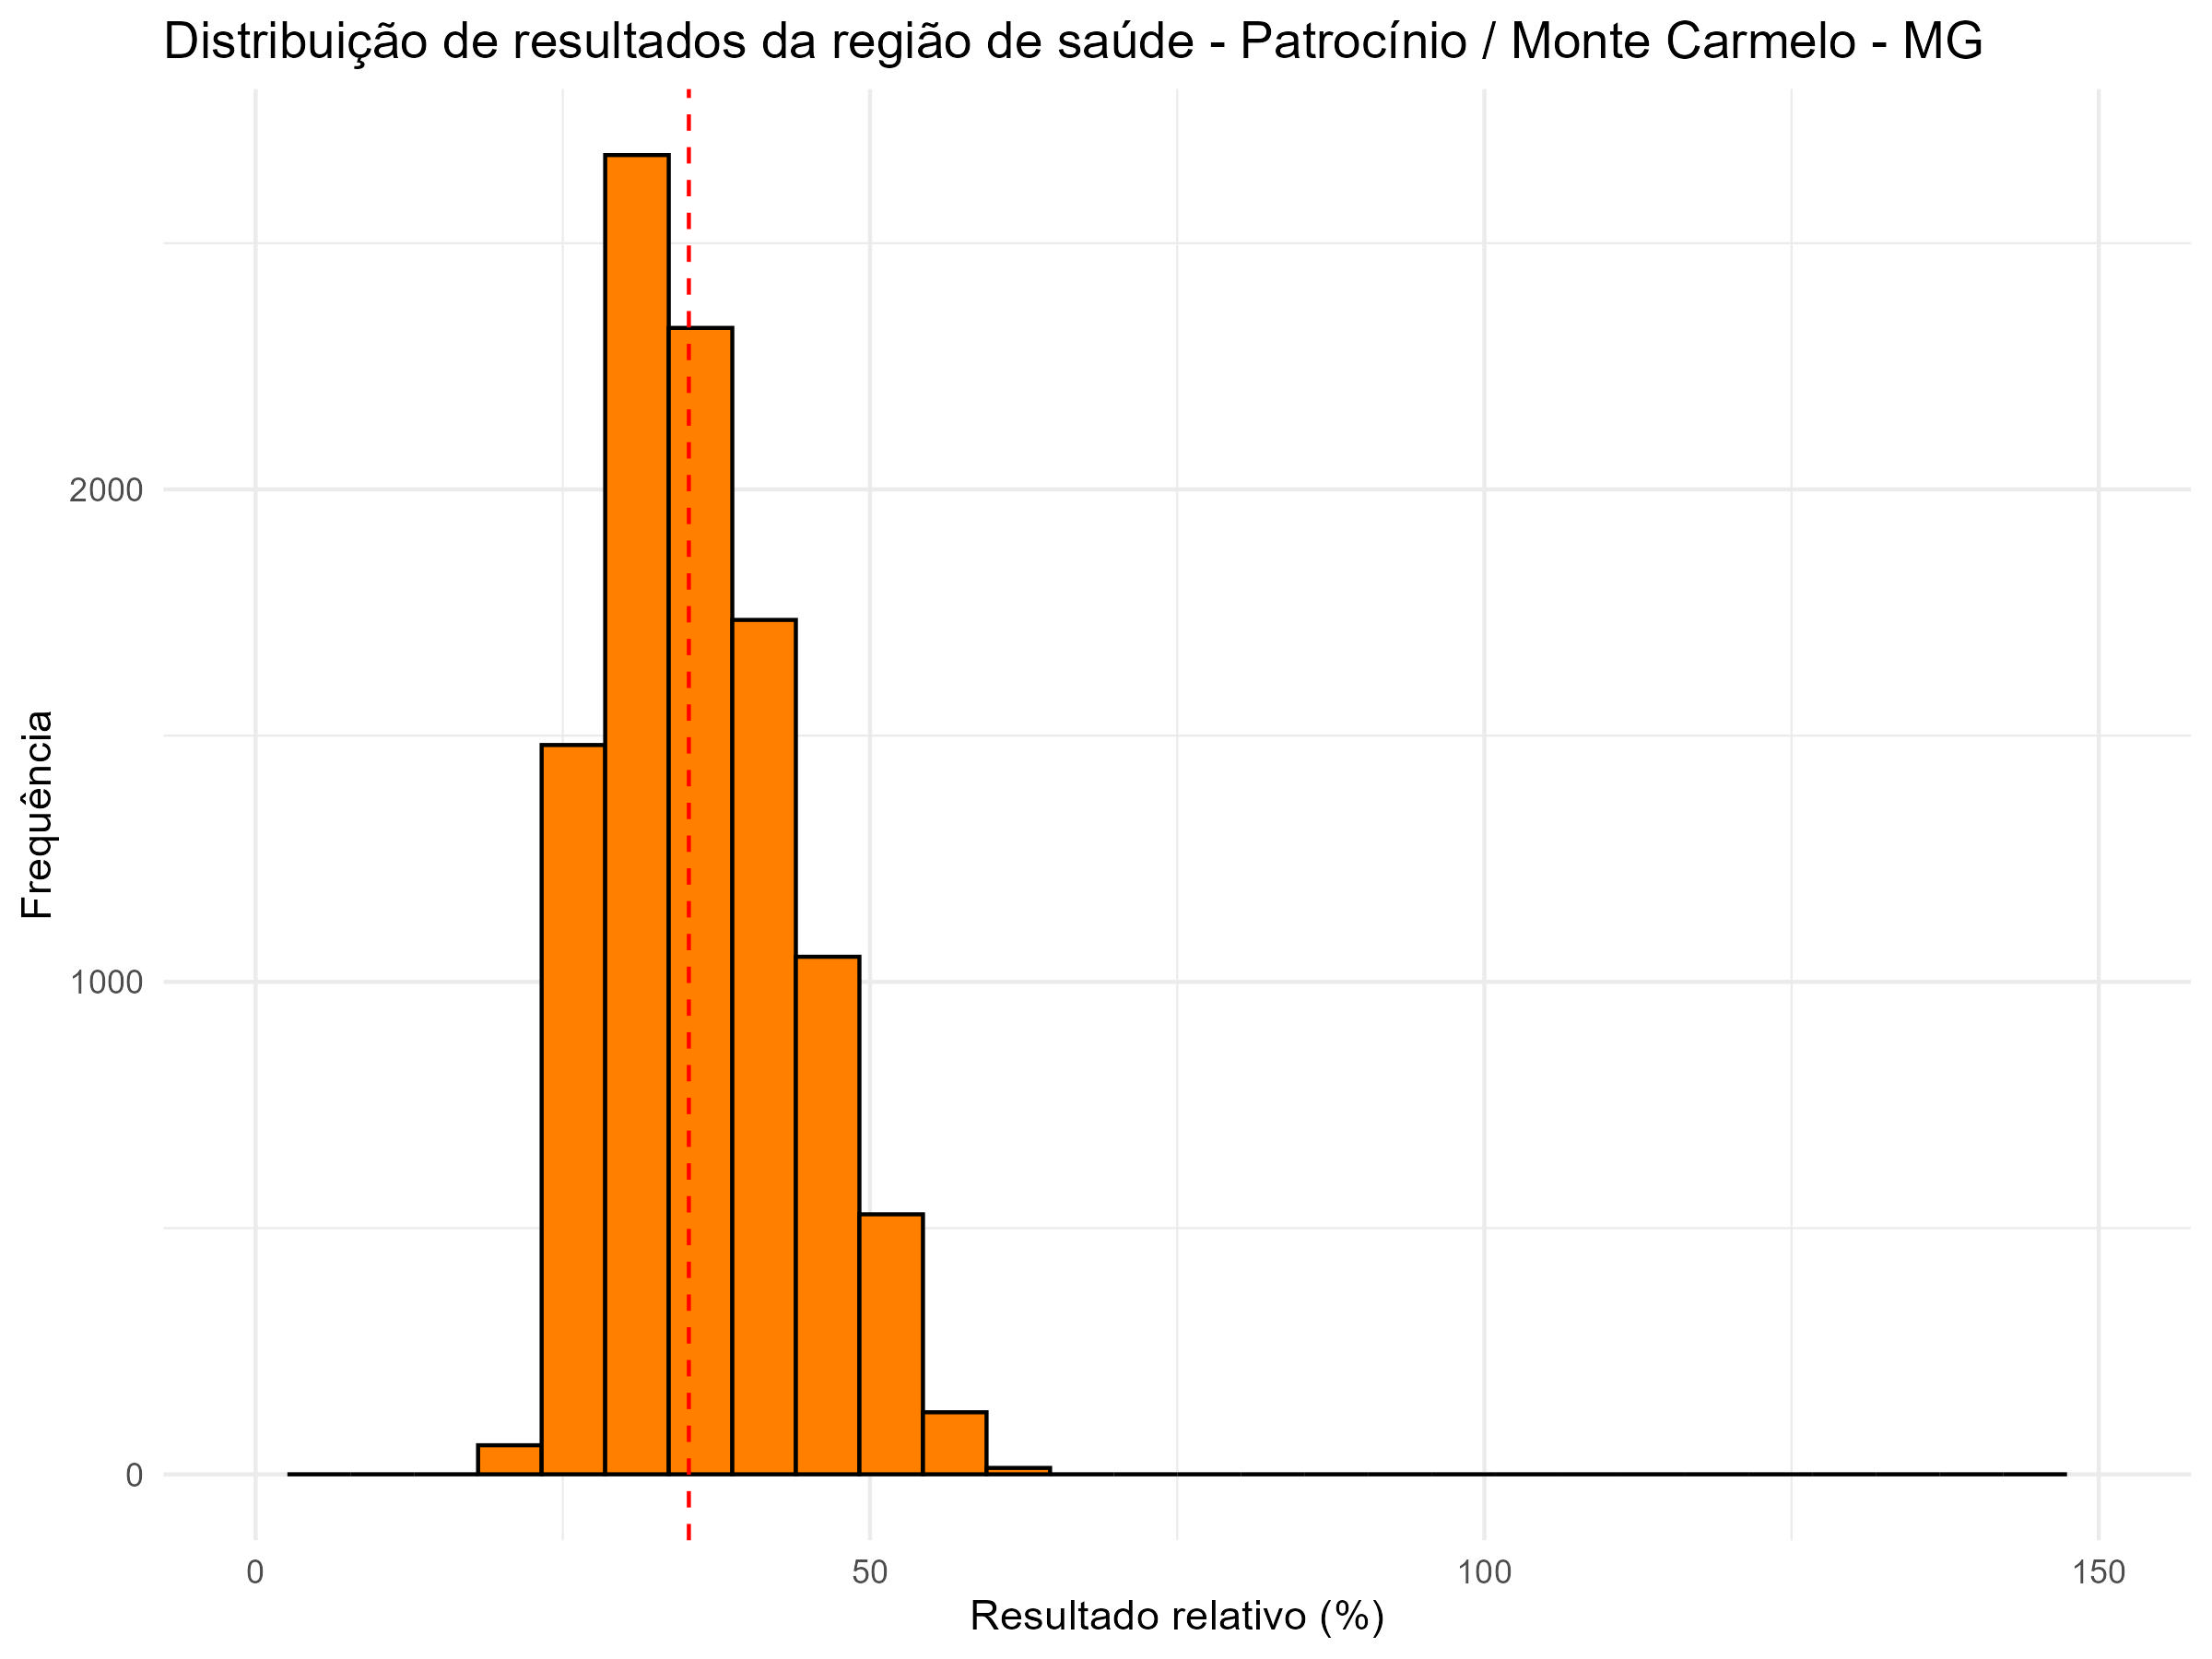 Distribuição de resultados da região de saúde - Patrocínio / Monte Carmelo - MG
Frequência
2000
1000
0
0
50
100
150
Resultado relativo (%)